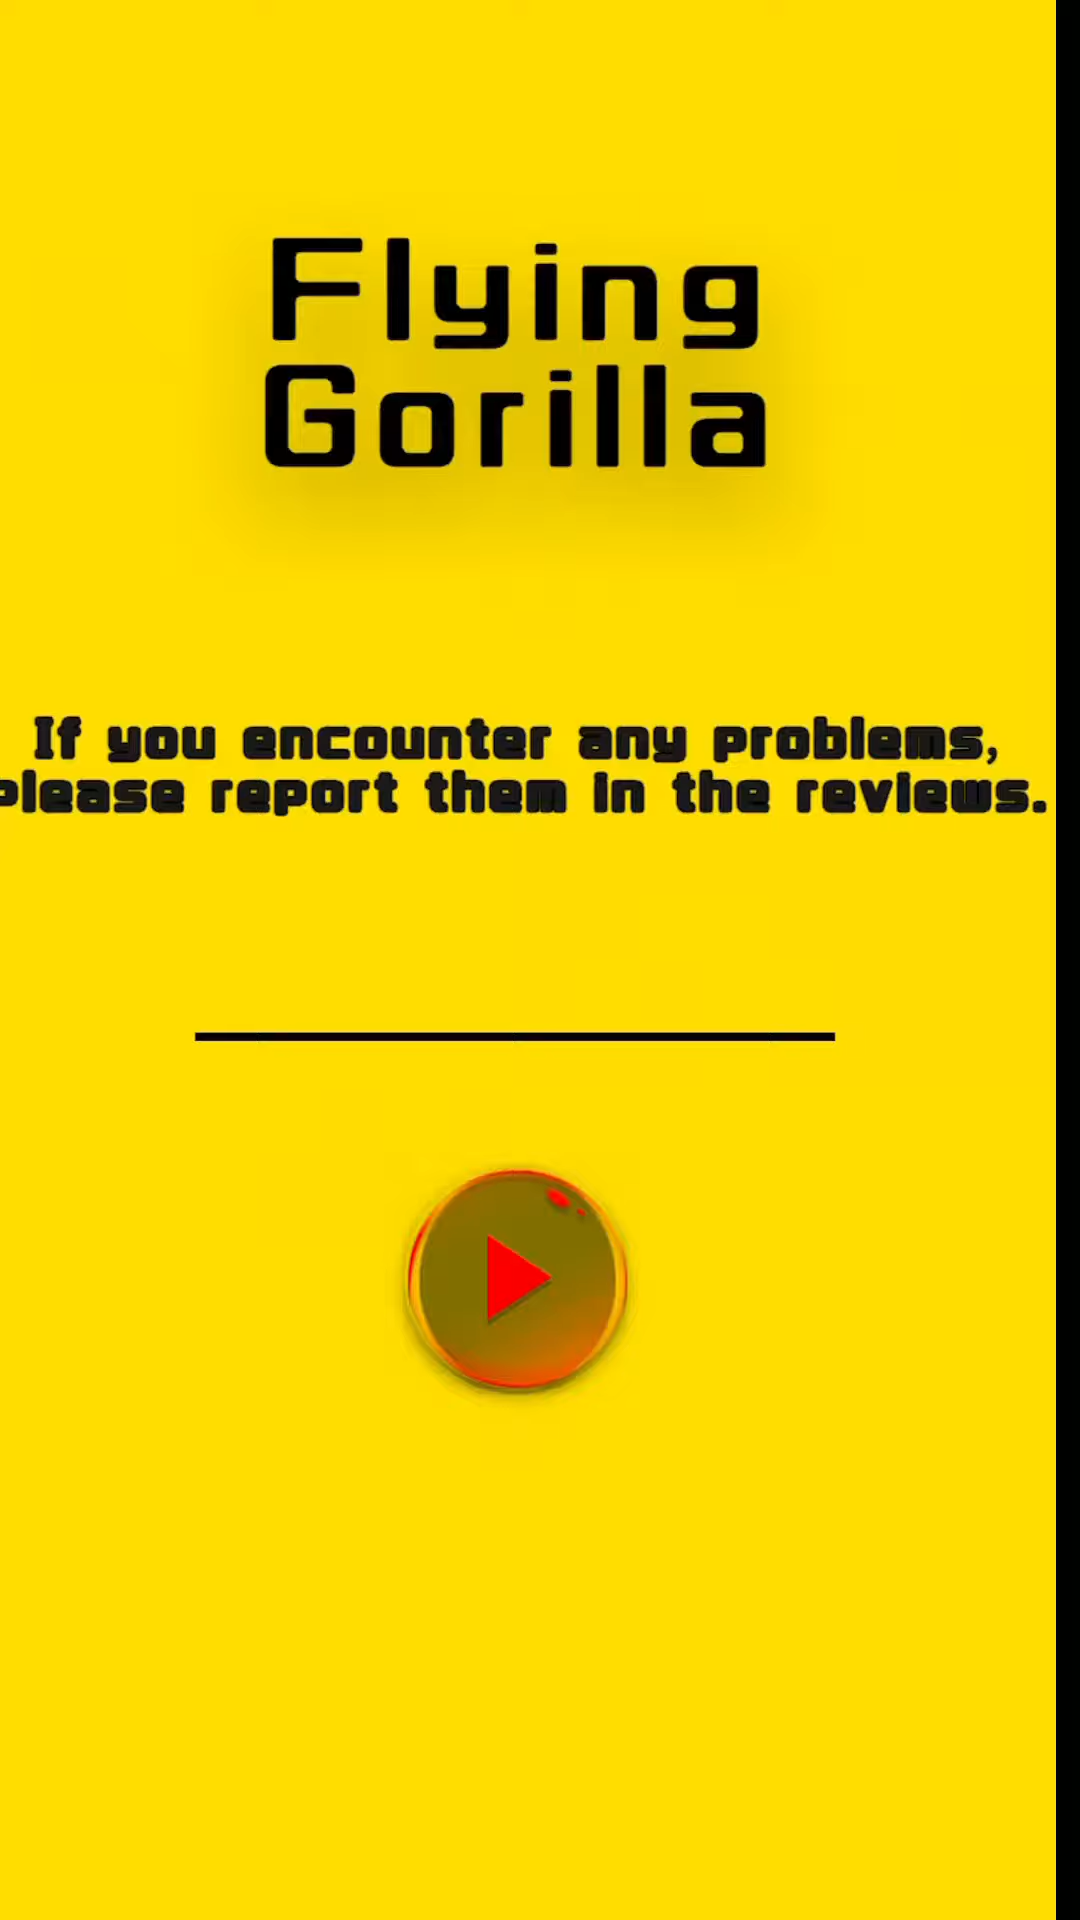 Flying
Gorilla
If you encounter any problems,
please report them in the reviews.